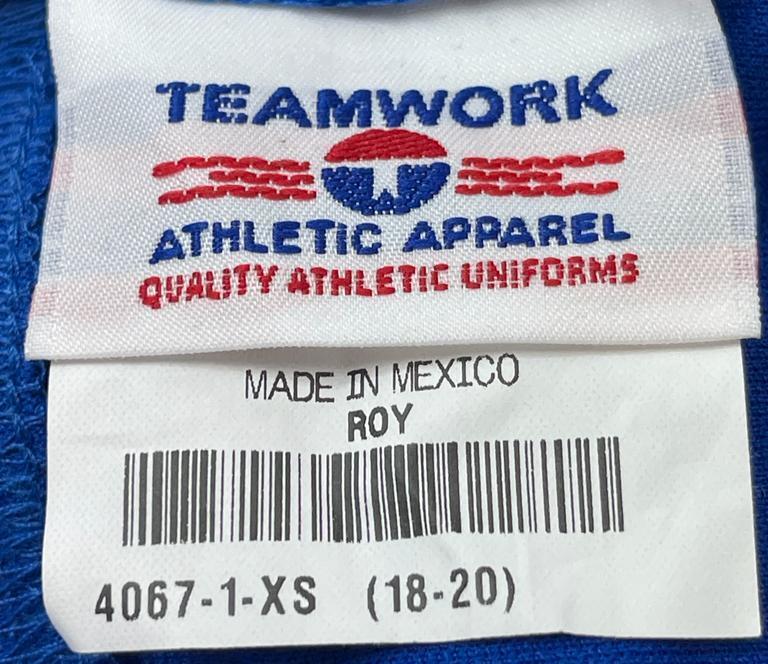 TEAMWORK
ATHLETIC APPAREL
QUALITY ATHLETIC UNIFORMS
MADE IN MEXICO
ROY
4067-1-XS (18-20)